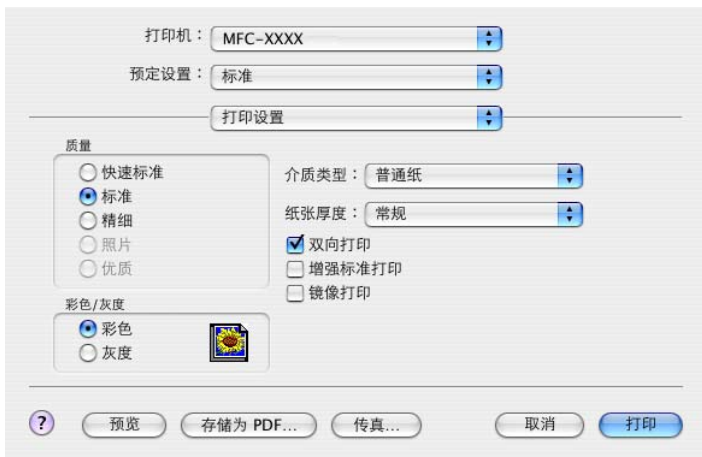 打印机： MFC-XXXX
预定设置： 标准
打印设置
质量
快速标准
标准
精细
照片
优质
介质类型： 普通纸
纸张厚度： 常规
双向打印
增强标准打印
镜像打印
彩色/灰度
彩色
灰度
? 预览 存储为 PDF... 传真... 取消 打印